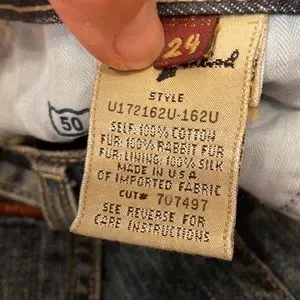 24
STYLE
U172162U-162U
SELF: 100% COTTON
FUR: 100% RABBIT FUR
FUR LINING: 100% SILK
MADE IN U.S.A
OF IMPORTED FABRIC
CUT# 707497
SEE REVERSE FOR
CARE INSTRUCTIONS
50